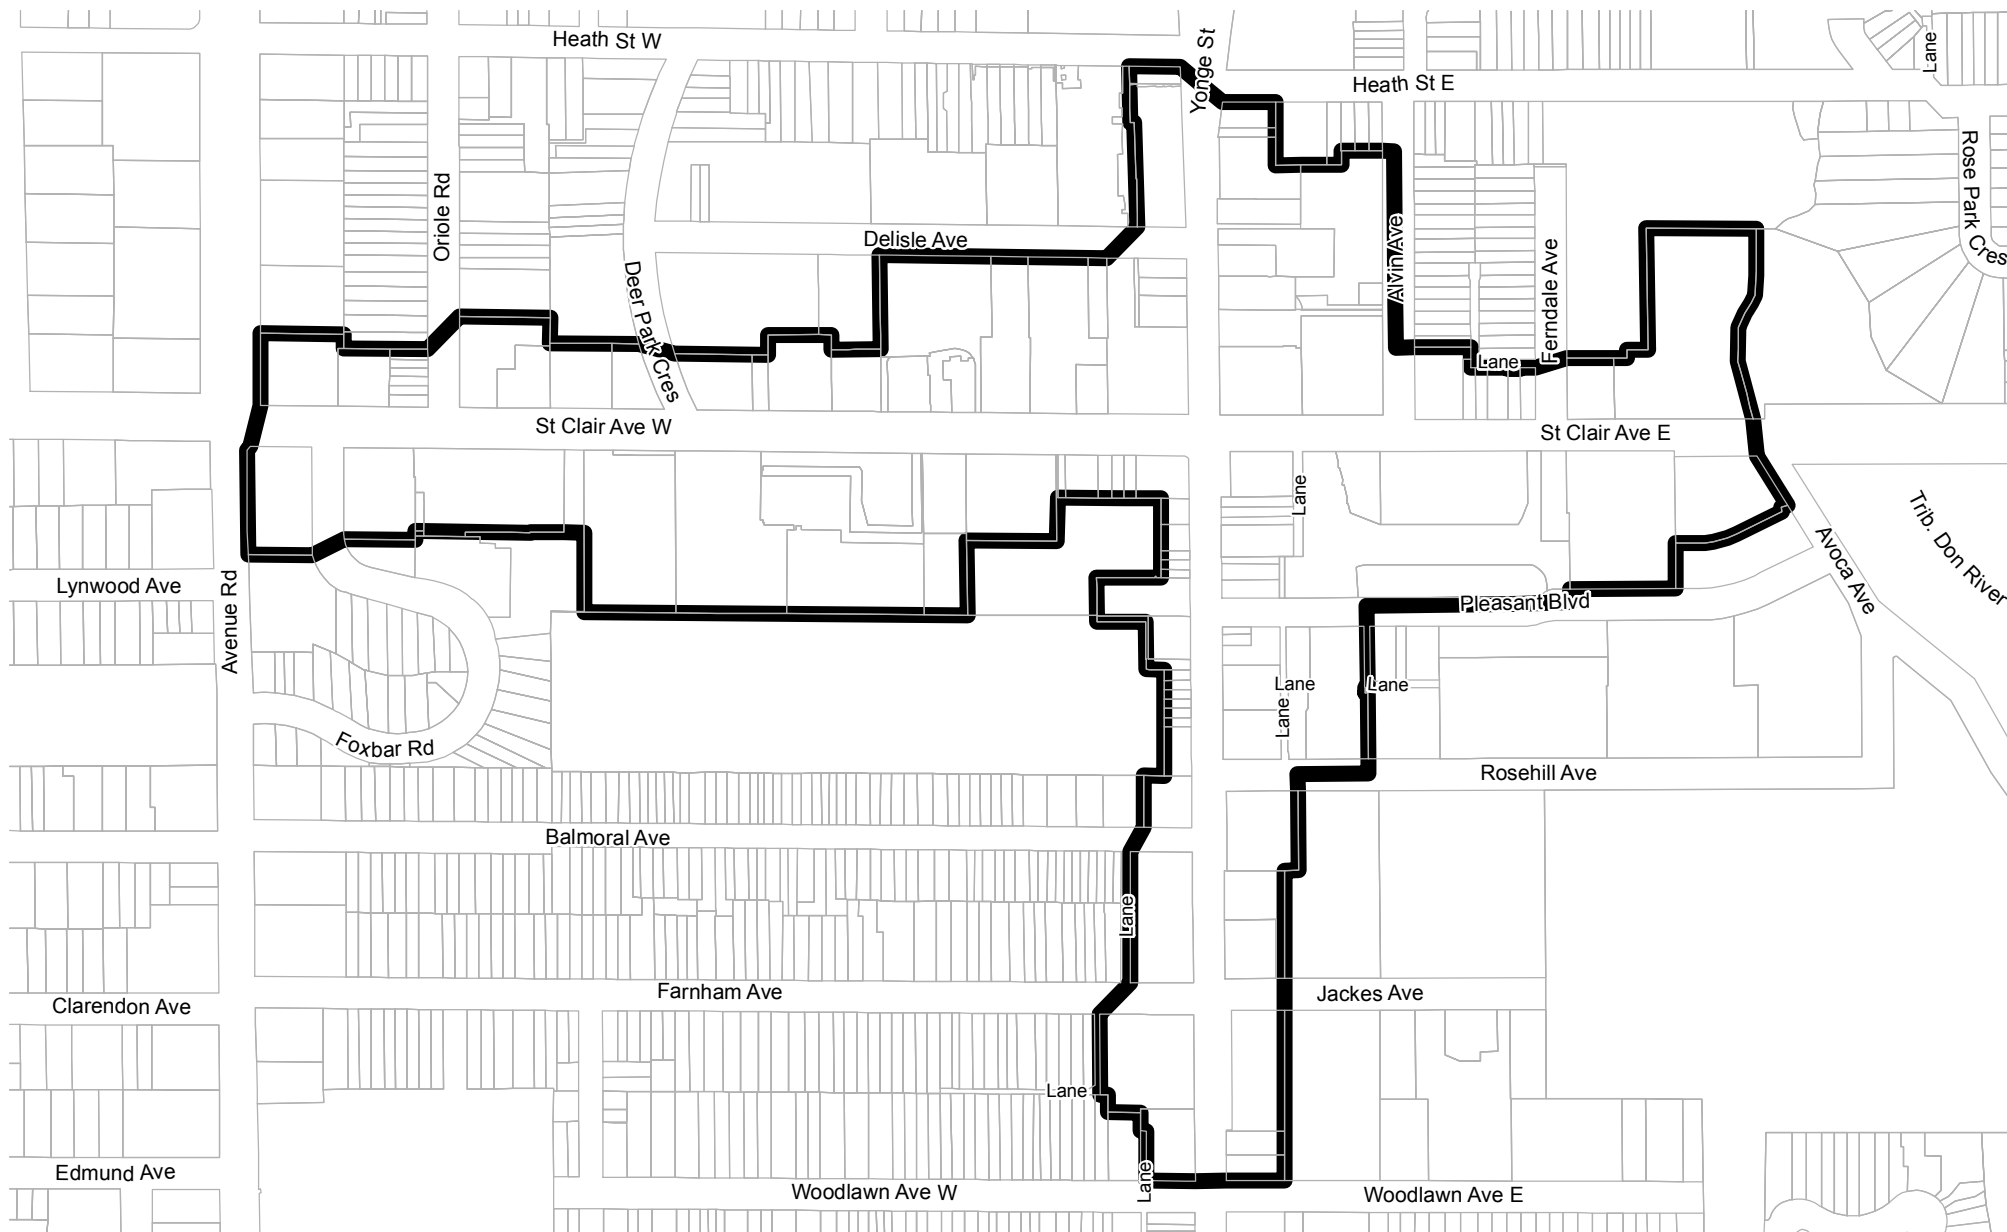 Heath St W
Yonge St
Lane
Heath St E
Rose Park Cres
Oriole Rd
Delisle Ave
Alvin Ave
Ferndale Ave
Deer Park Cres
Lane
St Clair Ave W
St Clair Ave E
Lane
Trib. Don River
Avoca Ave
Lynwood Ave
Avenue Rd
Pleasant Blvd
Lane
Lane
Lane
Foxbar Rd
Rosehill Ave
Balmoral Ave
Lane
Farnham Ave
Jackes Ave
Clarendon Ave
Lane
Edmund Ave
Lane
Woodlawn Ave W
Woodlawn Ave E